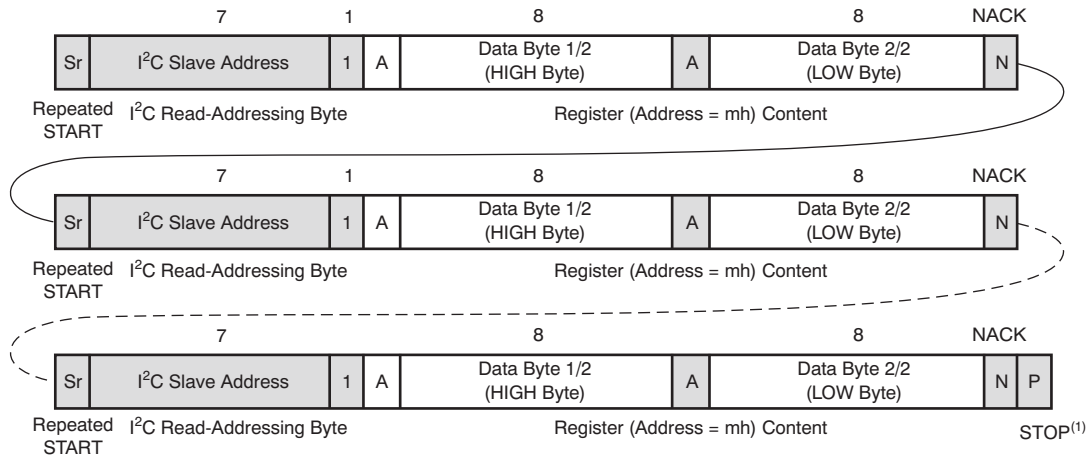 7 1 8 8 NACK
Sr I²C Slave Address 1 A Data Byte 1/2 (HIGH Byte) A Data Byte 2/2 (LOW Byte) N
Repeated START I²C Read-Addressing Byte Register (Address = mh) Content
7 1 8 8 NACK
Sr I²C Slave Address 1 A Data Byte 1/2 (HIGH Byte) A Data Byte 2/2 (LOW Byte) N
Repeated START I²C Read-Addressing Byte Register (Address = mh) Content
7 8 8 NACK
Sr I²C Slave Address 1 A Data Byte 1/2 (HIGH Byte) A Data Byte 2/2 (LOW Byte) N P
Repeated START I²C Read-Addressing Byte Register (Address = mh) Content STOP⁽¹⁾